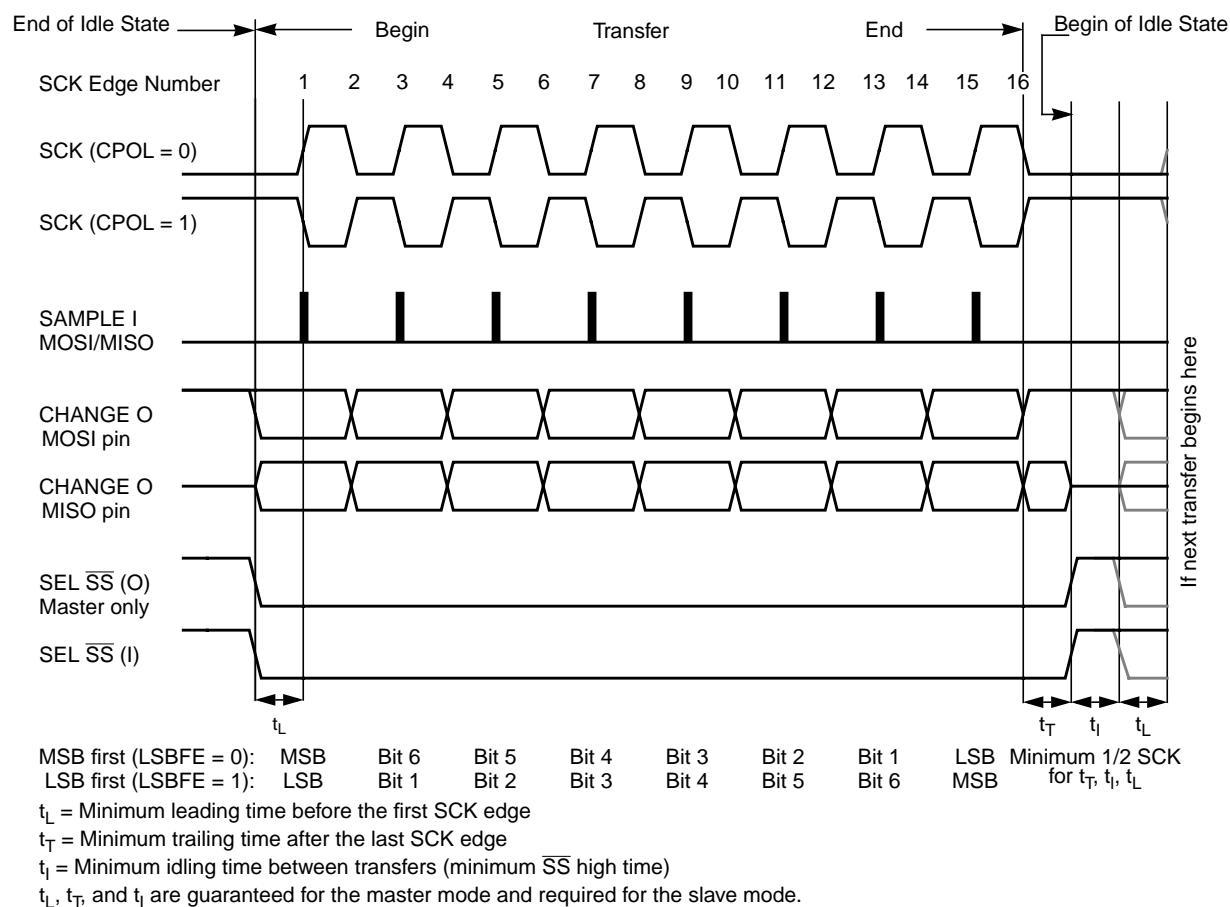 End of Idle State
Begin
Transfer
End
Begin of Idle State
SCK Edge Number
1 2 3 4 5 6 7 8 9 10 11 12 13 14 15 16
SCK (CPOL = 0)
SCK (CPOL = 1)
SAMPLE I
MOSI/MISO
CHANGE O
MOSI pin
CHANGE O
MISO pin
SEL S̅S̅ (O)
Master only
SEL S̅S̅ (I)
If next transfer begins here
tL
tT tI tL
MSB first (LSBFE = 0): MSB Bit 6 Bit 5 Bit 4 Bit 3 Bit 2 Bit 1 LSB
LSB first (LSBFE = 1): LSB Bit 1 Bit 2 Bit 3 Bit 4 Bit 5 Bit 6 MSB
Minimum 1/2 SCK
for tT, tI, tL
tL = Minimum leading time before the first SCK edge
tT = Minimum trailing time after the last SCK edge
tI = Minimum idling time between transfers (minimum S̅S̅ high time)
tL, tT, and tI are guaranteed for the master mode and required for the slave mode.